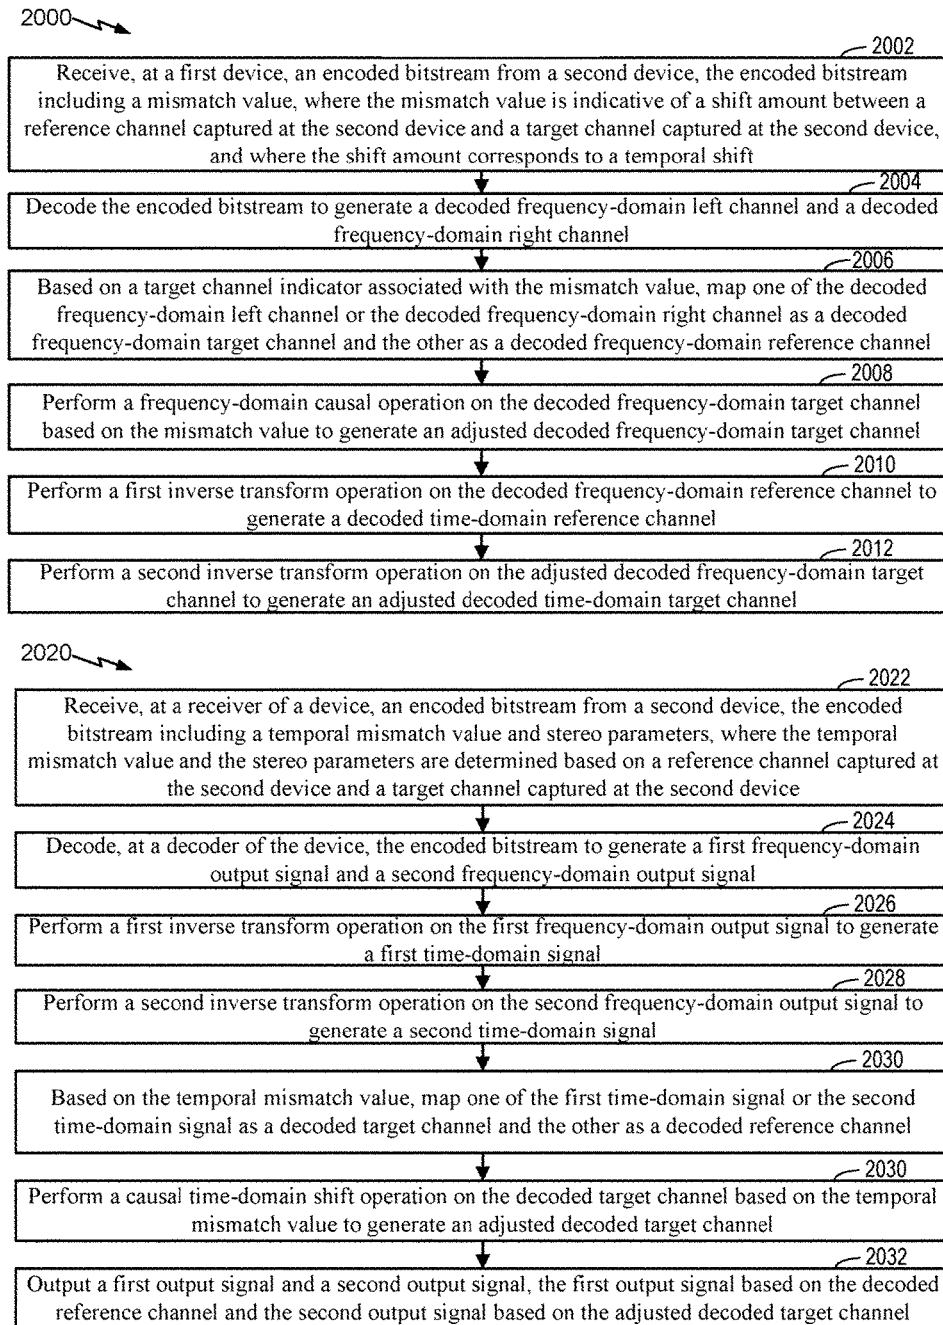 2000
2002
Receive, at a first device, an encoded bitstream from a second device, the encoded bitstream
including a mismatch value, where the mismatch value is indicative of a shift amount between a
reference channel captured at the second device and a target channel captured at the second device,
and where the shift amount corresponds to a temporal shift
2004
Decode the encoded bitstream to generate a decoded frequency-domain left channel and a decoded
frequency-domain right channel
2006
Based on a target channel indicator associated with the mismatch value, map one of the decoded
frequency-domain left channel or the decoded frequency-domain right channel as a decoded
frequency-domain target channel and the other as a decoded frequency-domain reference channel
2008
Perform a frequency-domain causal operation on the decoded frequency-domain target channel
based on the mismatch value to generate an adjusted decoded frequency-domain target channel
2010
Perform a first inverse transform operation on the decoded frequency-domain reference channel to
generate a decoded time-domain reference channel
2012
Perform a second inverse transform operation on the adjusted decoded frequency-domain target
channel to generate an adjusted decoded time-domain target channel
2020
2022
Receive, at a receiver of a device, an encoded bitstream from a second device, the encoded
bitstream including a temporal mismatch value and stereo parameters, where the temporal
mismatch value and the stereo parameters are determined based on a reference channel captured at
the second device and a target channel captured at the second device
2024
Decode, at a decoder of the device, the encoded bitstream to generate a first frequency-domain
output signal and a second frequency-domain output signal
2026
Perform a first inverse transform operation on the first frequency-domain output signal to generate
a first time-domain signal
2028
Perform a second inverse transform operation on the second frequency-domain output signal to
generate a second time-domain signal
2030
Based on the temporal mismatch value, map one of the first time-domain signal or the second
time-domain signal as a decoded target channel and the other as a decoded reference channel
2030
Perform a causal time-domain shift operation on the decoded target channel based on the temporal
mismatch value to generate an adjusted decoded target channel
2032
Output a first output signal and a second output signal, the first output signal based on the decoded
reference channel and the second output signal based on the adjusted decoded target channel